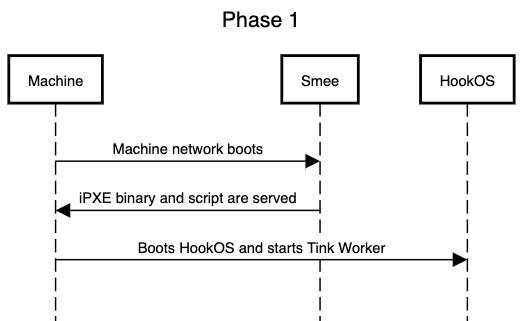 Phase 1
Machine
Smee
HookOS
Machine network boots
iPXE binary and script are served
Boots HookOS and starts Tink Worker